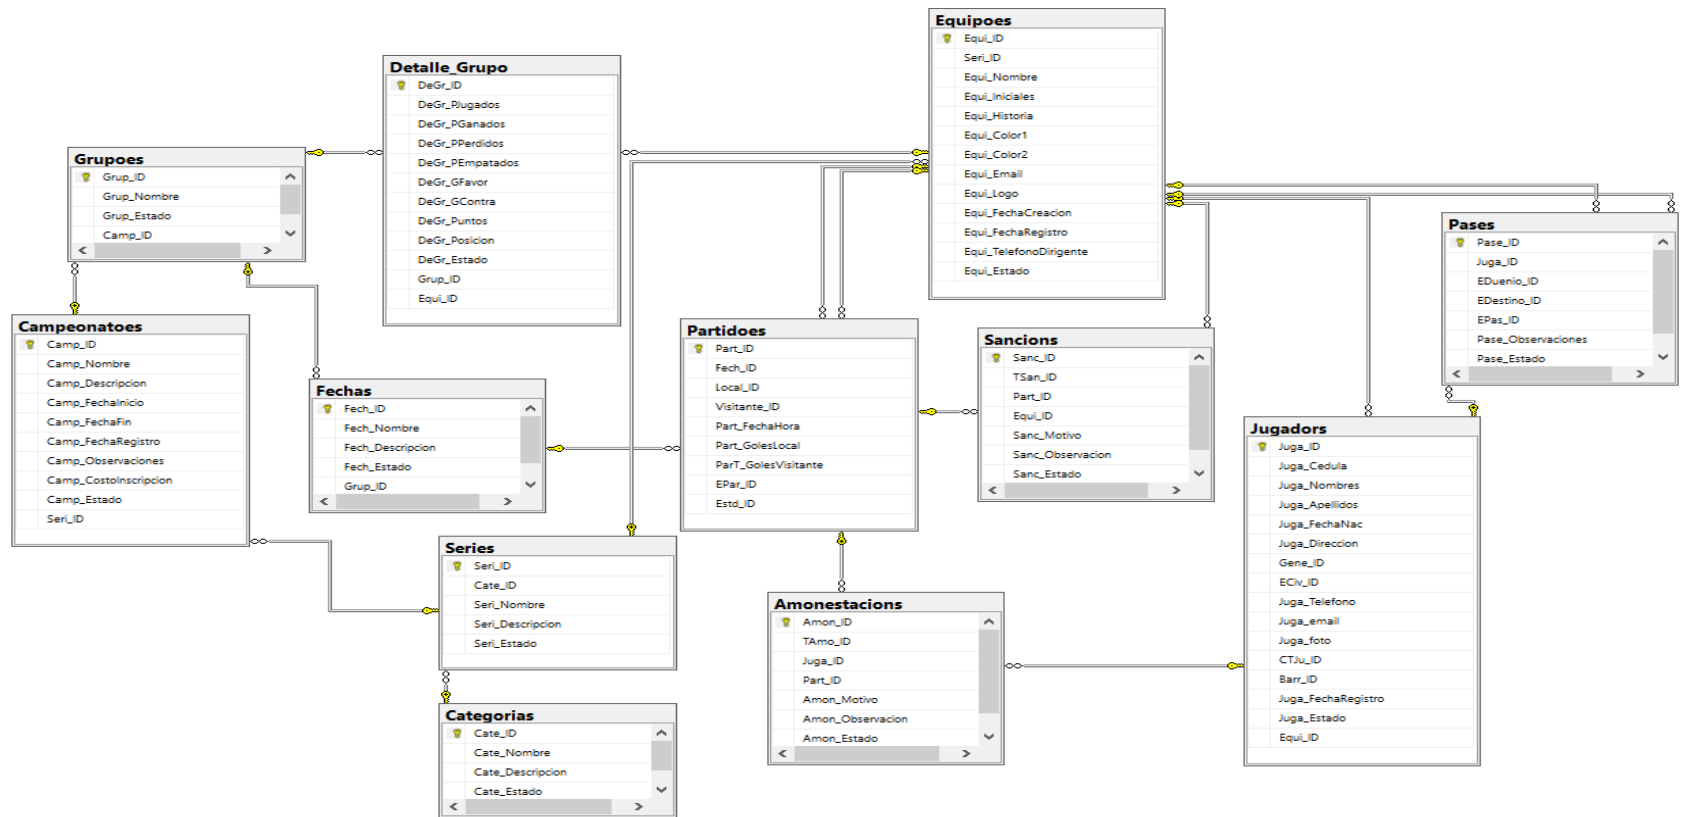 Equipoes
Equi_ID
Seri_ID
Equi_Nombre
Equi_Iniciales
Equi_Historia
Equi_Color1
Equi_Color2
Equi_Email
Equi_Logo
Equi_FechaCreacion
Equi_FechaRegistro
Equi_TelefonoDirigente
Equi_Estado
Detalle_Grupo
DeGr_ID
DeGr_PJugados
DeGr_PGanados
DeGr_PPerdidos
DeGr_PEmpatados
DeGr_GFavor
DeGr_GContra
DeGr_Puntos
DeGr_Posicion
DeGr_Estado
Grup_ID
Equi_ID
Grupoes
Grup_ID
Grup_Nombre
Grup_Estado
Camp_ID
Pases
Pase_ID
Juga_ID
EDuenio_ID
EDestino_ID
EPas_ID
Pase_Observaciones
Pase_Estado
Campeonatoes
Camp_ID
Camp_Nombre
Camp_Descripcion
Camp_FechaInicio
Camp_FechaFin
Camp_FechaRegistro
Camp_Observaciones
Camp_CostoInscripcion
Camp_Estado
Seri_ID
Partidoes
Part_ID
Fech_ID
Local_ID
Visitante_ID
Part_FechaHora
Part_GolesLocal
ParT_GolesVisitante
EPar_ID
Estd_ID
Sancions
Sanc_ID
TSan_ID
Part_ID
Equi_ID
Sanc_Motivo
Sanc_Observacion
Sanc_Estado
Fechas
Fech_ID
Fech_Nombre
Fech_Descripcion
Fech_Estado
Grup_ID
Jugadors
Juga_ID
Juga_Cedula
Juga_Nombres
Juga_Apellidos
Juga_FechaNac
Juga_Direccion
Gene_ID
ECiv_ID
Juga_Telefono
Juga_email
Juga_foto
CTJu_ID
Barr_ID
Juga_FechaRegistro
Juga_Estado
Equi_ID
Series
Seri_ID
Cate_ID
Seri_Nombre
Seri_Descripcion
Seri_Estado
Amonestacions
Amon_ID
TAmo_ID
Juga_ID
Part_ID
Amon_Motivo
Amon_Observacion
Amon_Estado
Categorias
Cate_ID
Cate_Nombre
Cate_Descripcion
Cate_Estado